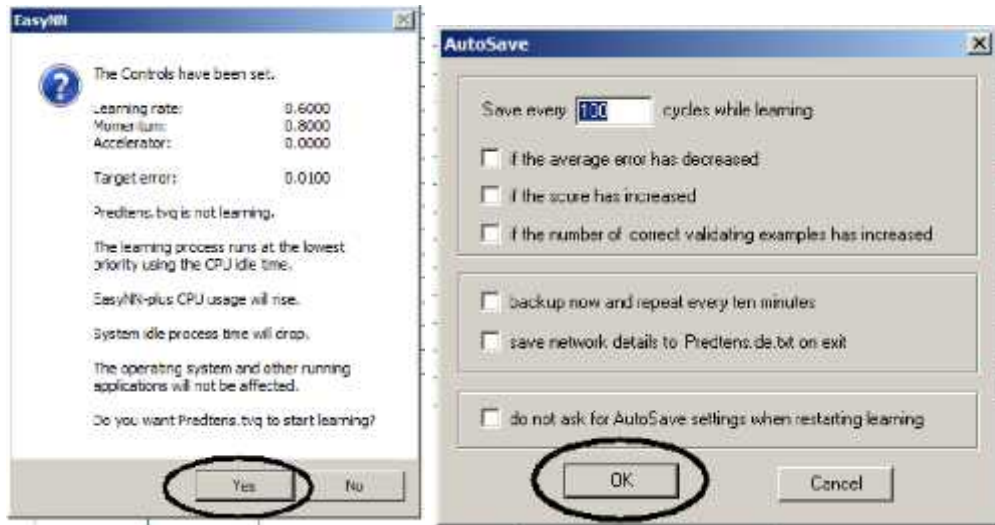 EasyNN
The Controls have been set.
Learning rate: 0.6000
Momentum: 0.8000
Accelerator: 0.0000
Target error: 0.0100
Predtens.tvq is not learning.
The learning process runs at the lowest
priority using the CPU idle time.
EasyNN-plus CPU usage will rise.
System idle process time will drop.
The operating system and other running
applications will not be affected.
Do you want Predtens.tvq to start learning?
Yes No
AutoSave
Save every 100 cycles while learning
if the average error has decreased
if the score has increased
if the number of correct validating examples has increased
backup now and repeat every ten minutes
save network details to Predtens.de.txt on exit
do not ask for AutoSave settings when restarting learning
OK Cancel